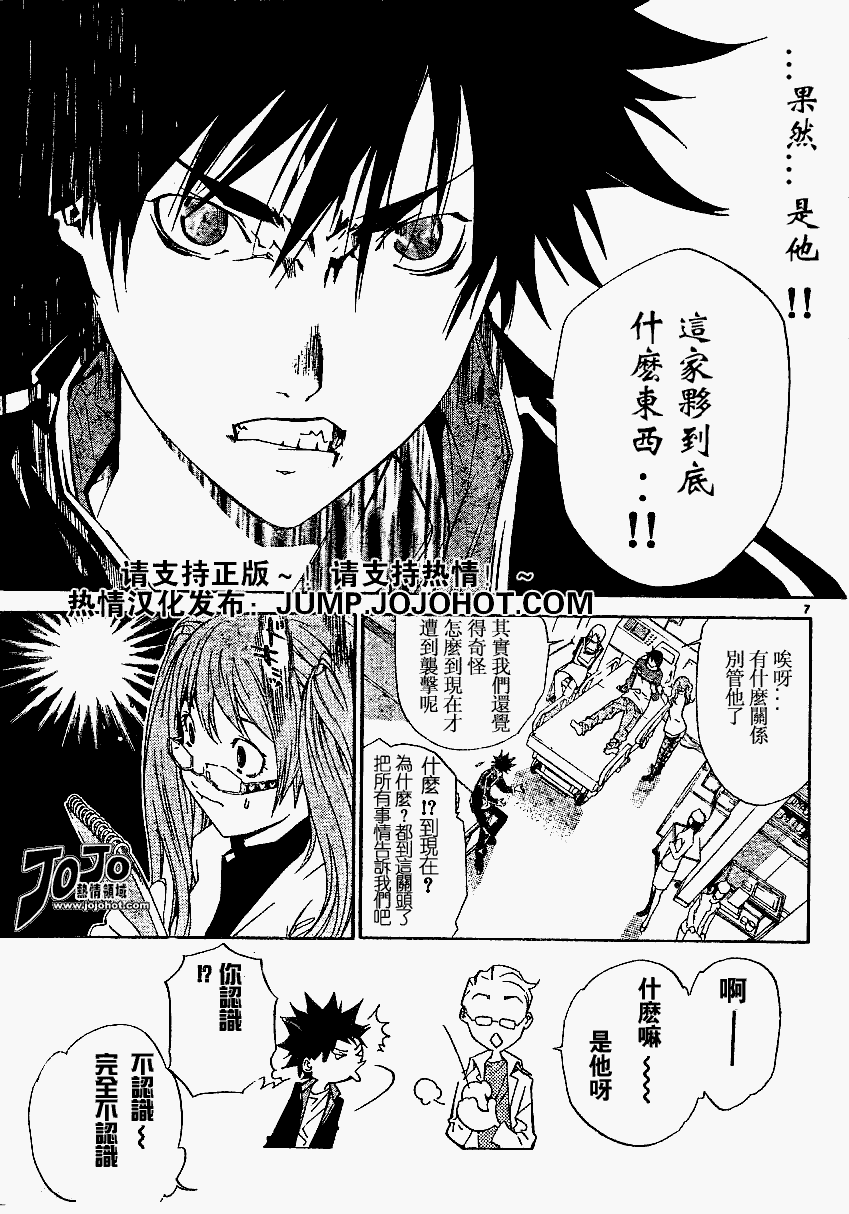 …果然…是他!!
這家夥到底
什麼東西..!!
请支持正版~ 请支持热情! ~
热情汉化发布：JUMP.JOJOHOT.COM
7
唉呀...
有什麼關係
別管他了
其實我們還覺
得奇怪
怎麼到現在才
遭到襲擊呢
什麼!?到現在?
為什麼?都到這關頭了
把所有事情告訴我們吧
JOJO
热情领域
www.jojohot.com
啊——
什麼嘛~~
是他呀
你認識
!?
不認識~
完全不認識